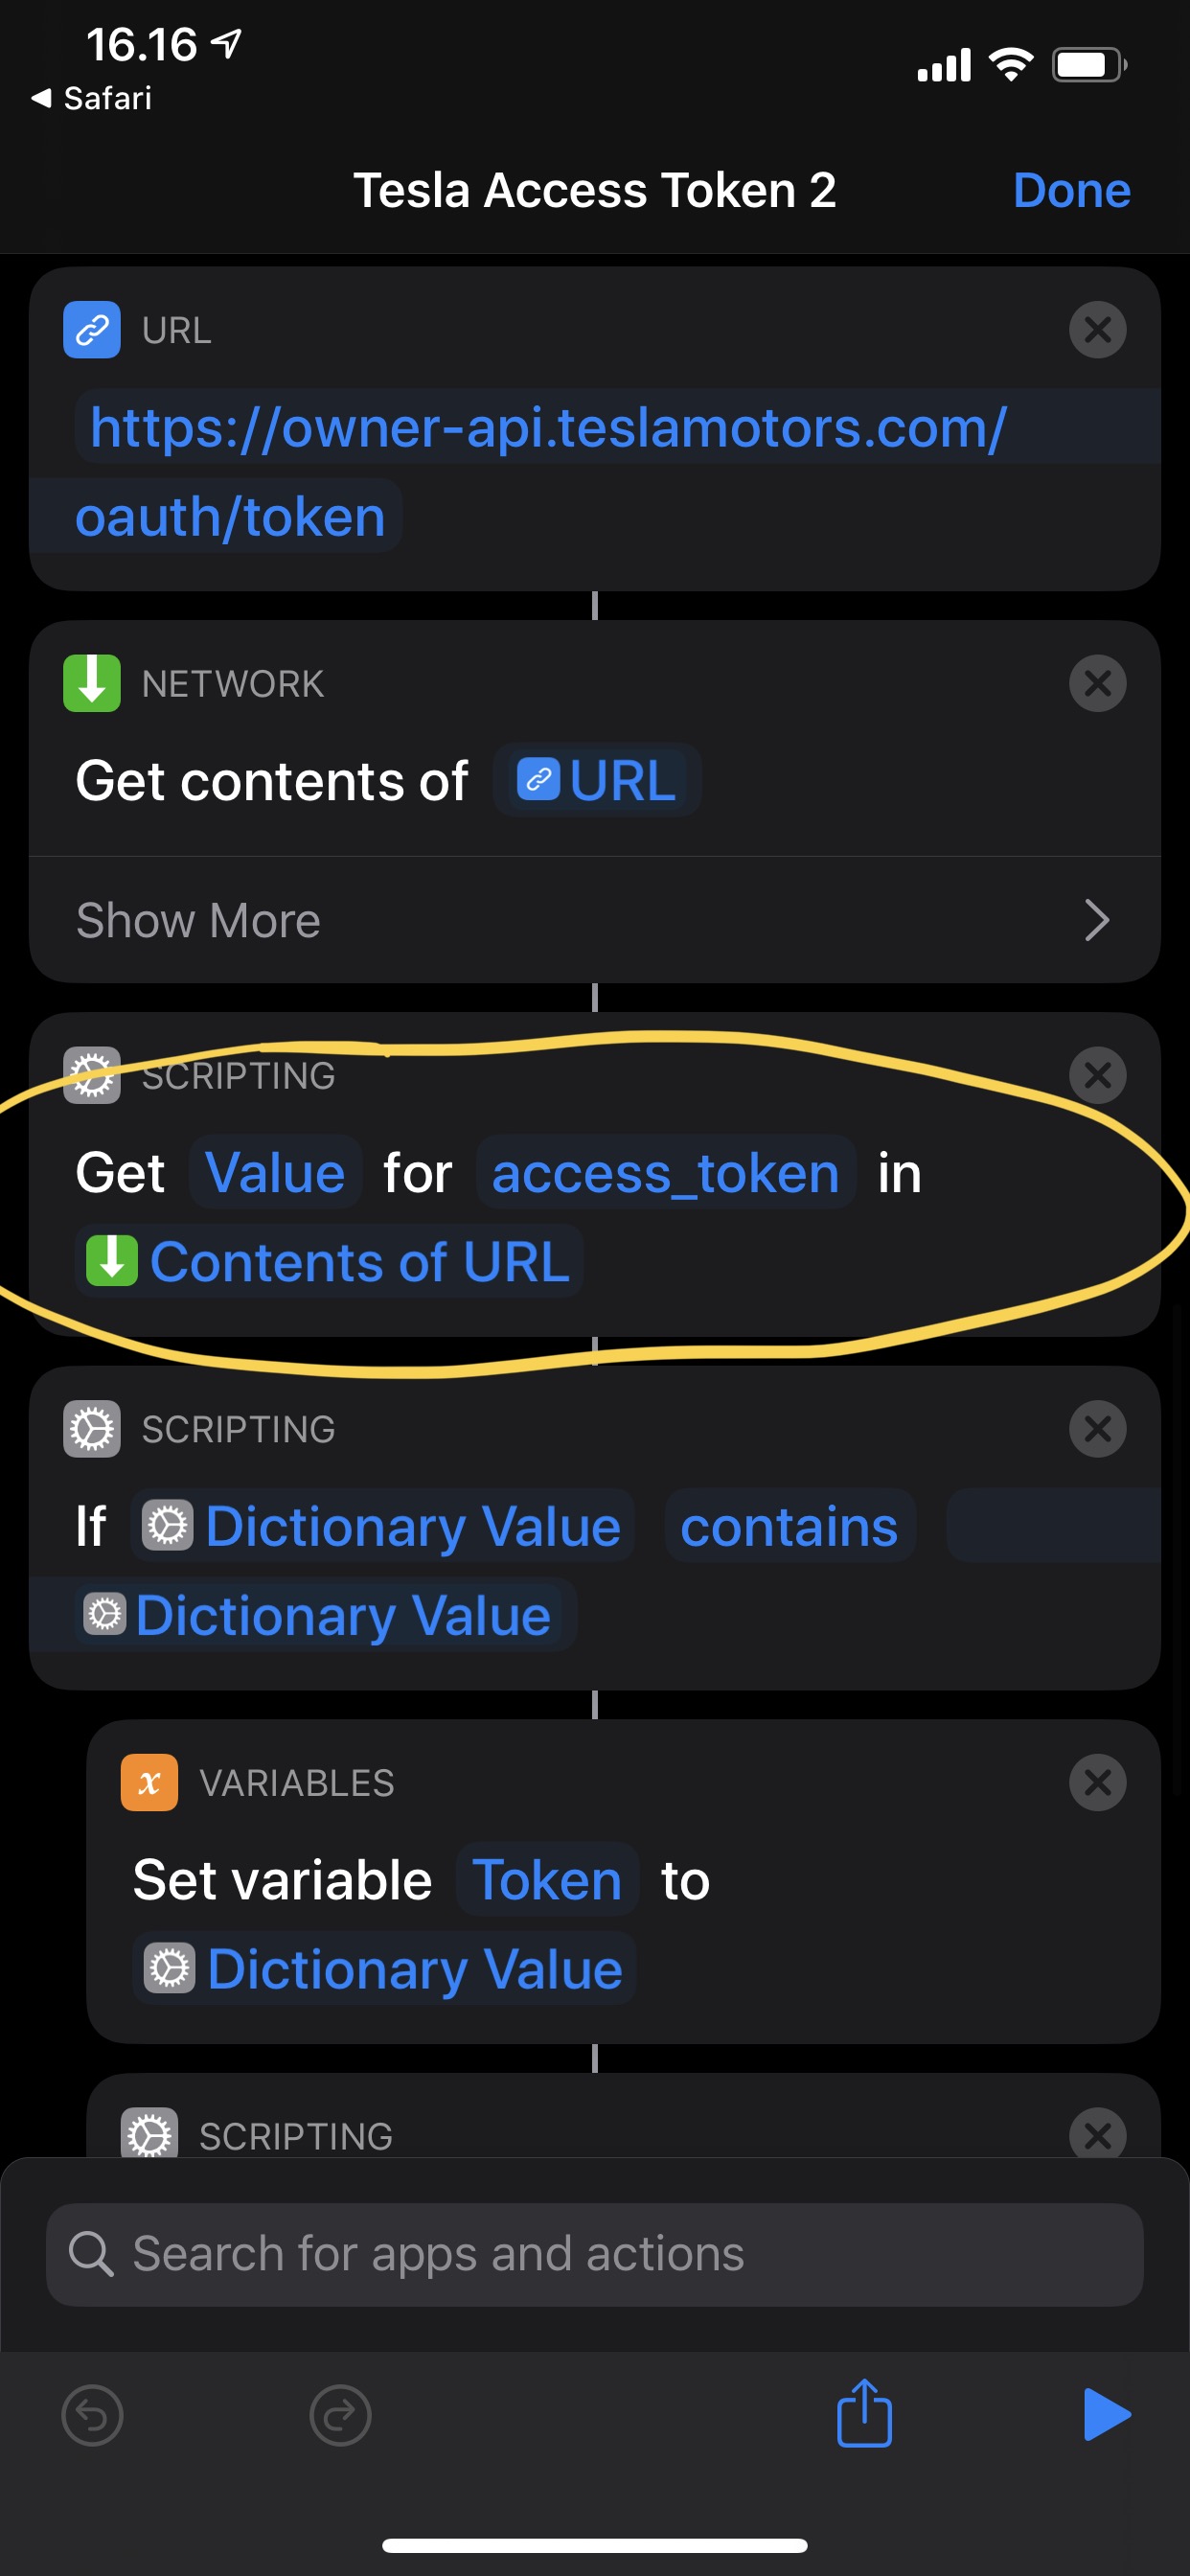 16.16
Safari
Tesla Access Token 2
Done
URL
https://owner-api.teslamotors.com/
oauth/token
NETWORK
Get contents of URL
Show More
SCRIPTING
Get Value for access_token in
Contents of URL
SCRIPTING
If Dictionary Value contains
Dictionary Value
VARIABLES
Set variable Token to
Dictionary Value
SCRIPTING
Search for apps and actions